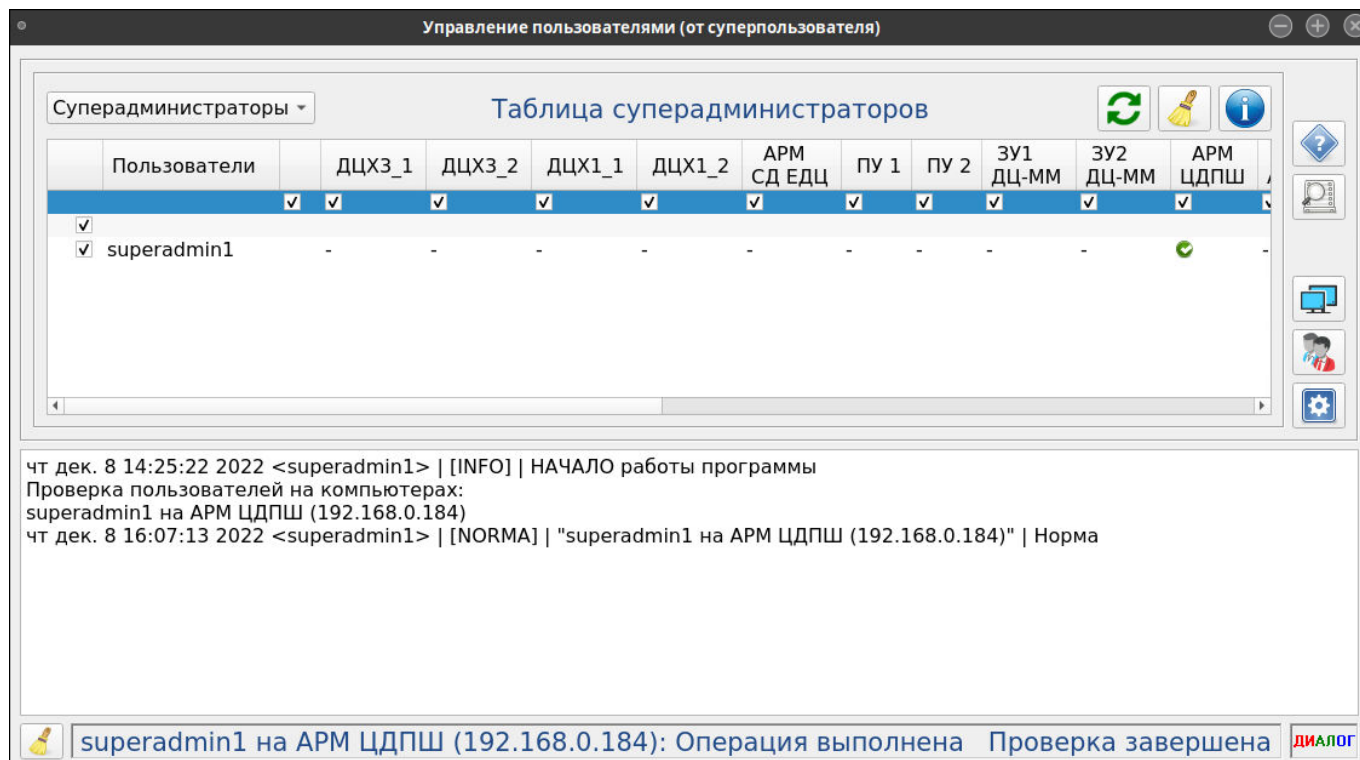 Управление пользователями (от суперпользователя)
Суперадминистраторы
Таблица суперадминистраторов
Пользователи ДЦХ3_1 ДЦХ3_2 ДЦХ1_1 ДЦХ1_2 АРМ СД ЕДЦ ПУ 1 ПУ 2 ЗУ1 ДЦ-ММ ЗУ2 ДЦ-ММ АРМ ЦДПШ
superadmin1 - - - - - - - - - -
чт дек. 8 14:25:22 2022 <superadmin1> | [INFO] | НАЧАЛО работы программы
Проверка пользователей на компьютерах:
superadmin1 на АРМ ЦДПШ (192.168.0.184)
чт дек. 8 16:07:13 2022 <superadmin1> | [NORMA] | "superadmin1 на АРМ ЦДПШ (192.168.0.184)" | Норма
superadmin1 на АРМ ЦДПШ (192.168.0.184): Операция выполнена Проверка завершена
ДИАЛОГ